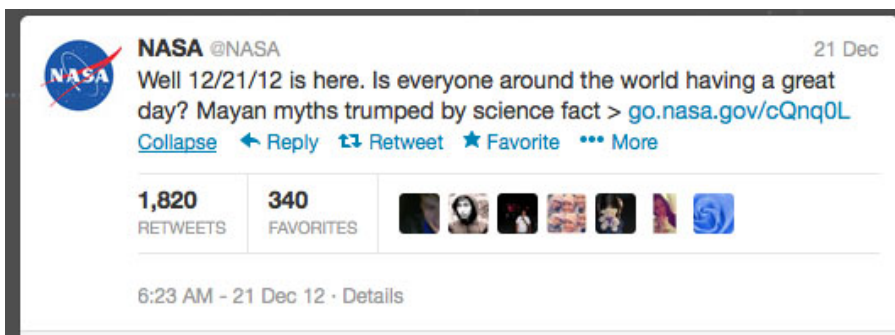 NASA @NASA 21 Dec
NASA
Well 12/21/12 is here. Is everyone around the world having a great
day? Mayan myths trumped by science fact > go.nasa.gov/cQnq0L
Collapse Reply Retweet Favorite More
1,820 340
RETWEETS FAVORITES
6:23 AM - 21 Dec 12 · Details